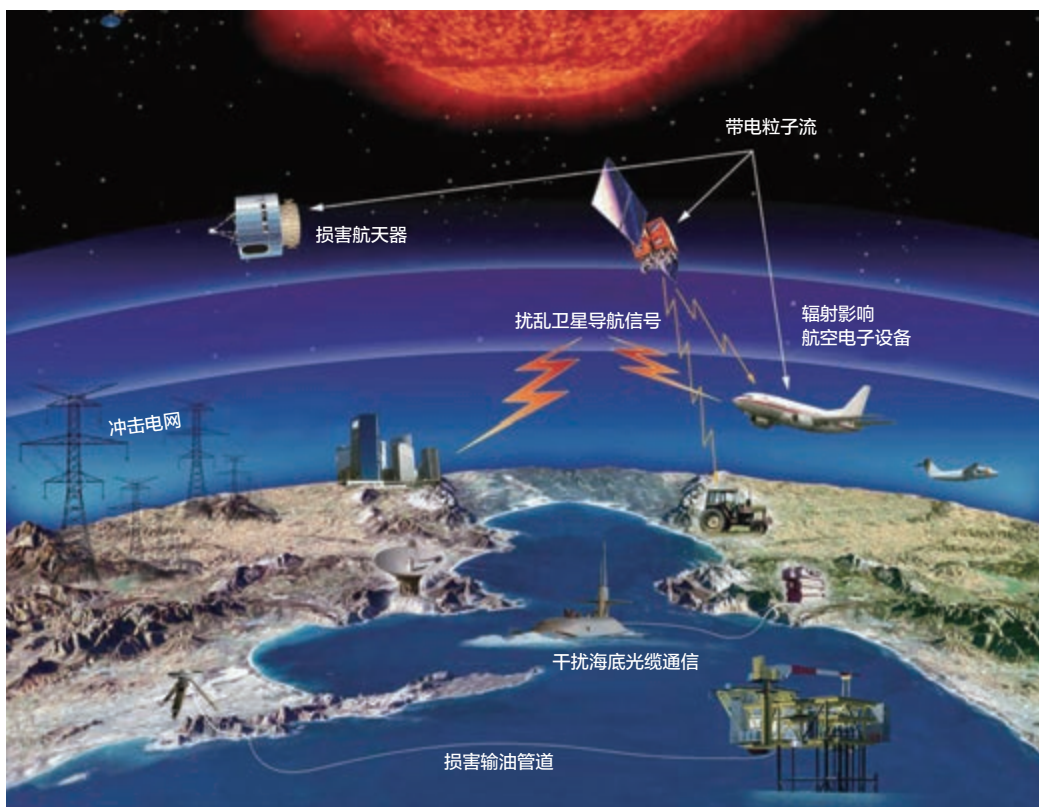 带电粒子流
损害航天器
扰乱卫星导航信号
辐射影响
航空电子设备
冲击电网
干扰海底光缆通信
损害输油管道